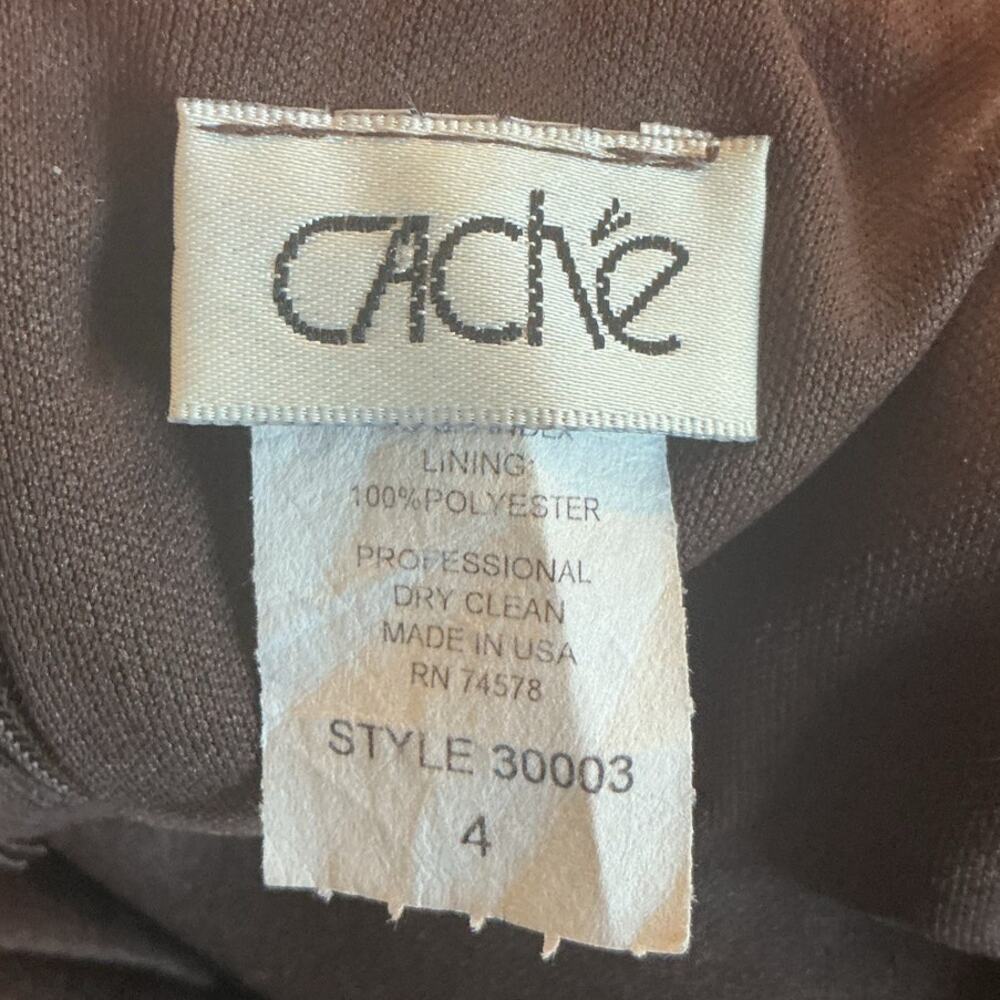 CAChé
LINING:
100%POLYESTER
PROFESSIONAL
DRY CLEAN
MADE IN USA
RN 74578
STYLE 30003
4